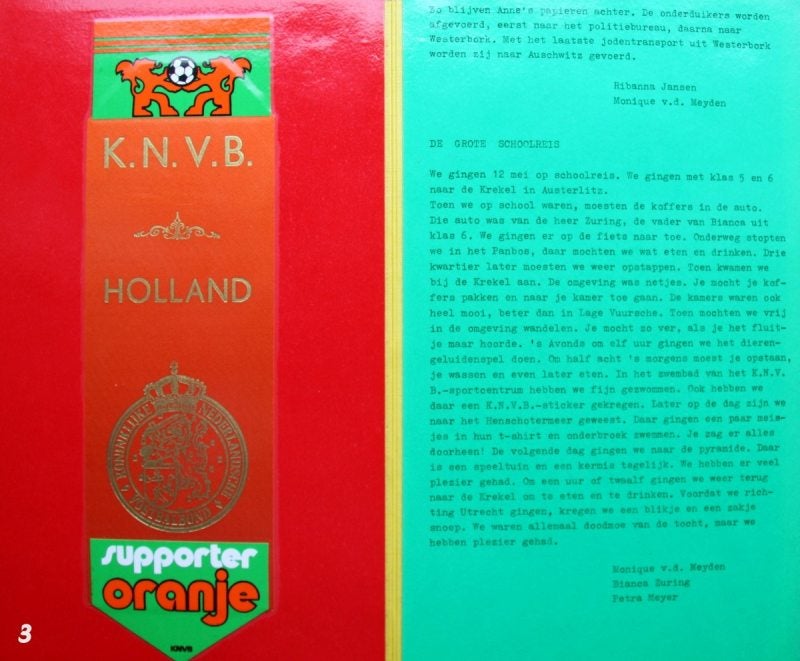 K.N.V.B.
HOLLAND
KONINKLIJKE NEDERLANDSCHE VOETBALBOND
supporter
oranje
KNVB
3
Zo blijven Anne's papieren achter. De onderduikers worden
afgevoerd, eerst naar het politiebureau, daarna naar
Westerbork. Met het laatste jodentransport uit Westerbork
worden zij naar Auschwitz gevoerd.
Ribanna Jansen
Monique v.d. Meyden
DE GROTE SCHOOLREIS
We gingen 12 mei op schoolreis. We gingen met klas 5 en 6
naar de Krekel in Austerlitz.
Toen we op school waren, moesten de koffers in de auto.
Die auto was van de heer Zuring, de vader van Bianca uit
klas 6. We gingen er op de fiets naar toe. Onderweg stopten
we in het Panbos, daar mochten we wat eten en drinken. Drie
kwartier later moesten we weer opstappen. Toen kwamen we
bij de Krekel aan. De omgeving was netjes. Je mocht je kof-
fers pakken en naar je kamer toe gaan. De kamers waren ook
heel mooi, beter dan in Lage Vuursche. Toen mochten we vrij
in de omgeving wandelen. Je mocht zo ver, als je het fluit-
je maar hoorde. 's Avonds om elf uur gingen we het dieren-
geluidenspel doen. Om half acht 's morgens moest je opstaan,
je wassen en even later eten. In het zwembad van het K.N.V.
B.-sportcentrum hebben we fijn gezwommen. Ook hebben we
daar een K.N.V.B.-sticker gekregen. Later op de dag zijn we
naar het Henschotermeer geweest. Daar gingen een paar meis-
jes in hun t-shirt en onderbroek zwemmen. Je zag er alles
doorheen! De volgende dag gingen we naar de pyramide. Daar
is een speeltuin en een kermis tegelijk. We hebben er veel
plezier gehad. Om een uur of twaalf gingen we weer terug
naar de Krekel om te eten en te drinken. Voordat we rich-
ting Utrecht gingen, kregen we een blikje en een zakje
snoep. We waren allemaal doodmoe van de tocht, maar we
hebben plezier gehad.
Monique v.d. Meyden
Bianca Zuring
Petra Meyer